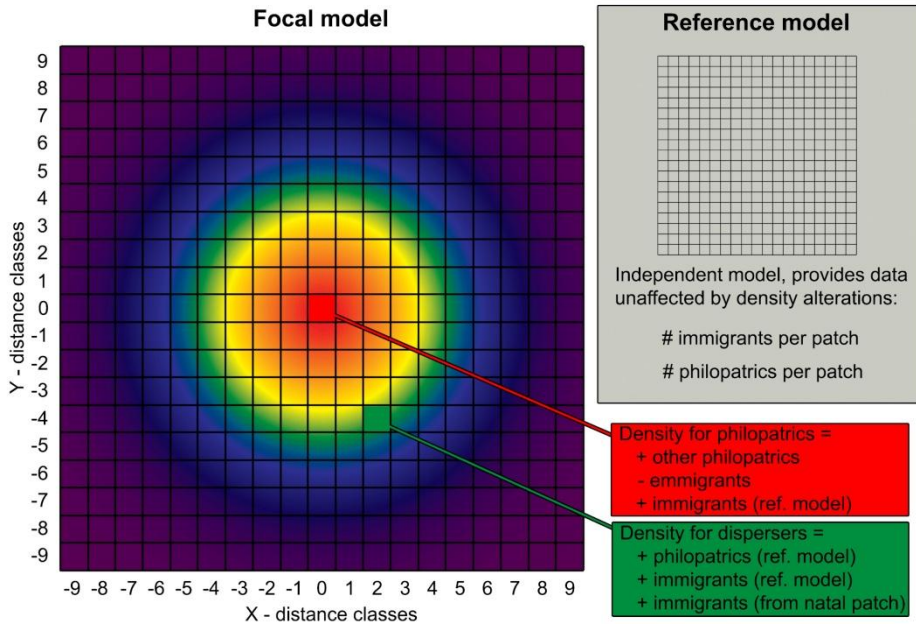 Focal model
Reference model
9
8
7
6
5
4
3
2
1
0
-1
-2
-3
-4
-5
-6
-7
-8
-9
Y - distance classes
-9 -8 -7 -6 -5 -4 -3 -2 -1 0 1 2 3 4 5 6 7 8 9
X - distance classes
Independent model, provides data
unaffected by density alterations:
# immigrants per patch
# philopatrics per patch
Density for philopatrics =
+ other philopatrics
- emmigrants
+ immigrants (ref. model)
Density for dispersers =
+ philopatrics (ref. model)
+ immigrants (ref. model)
+ immigrants (from natal patch)